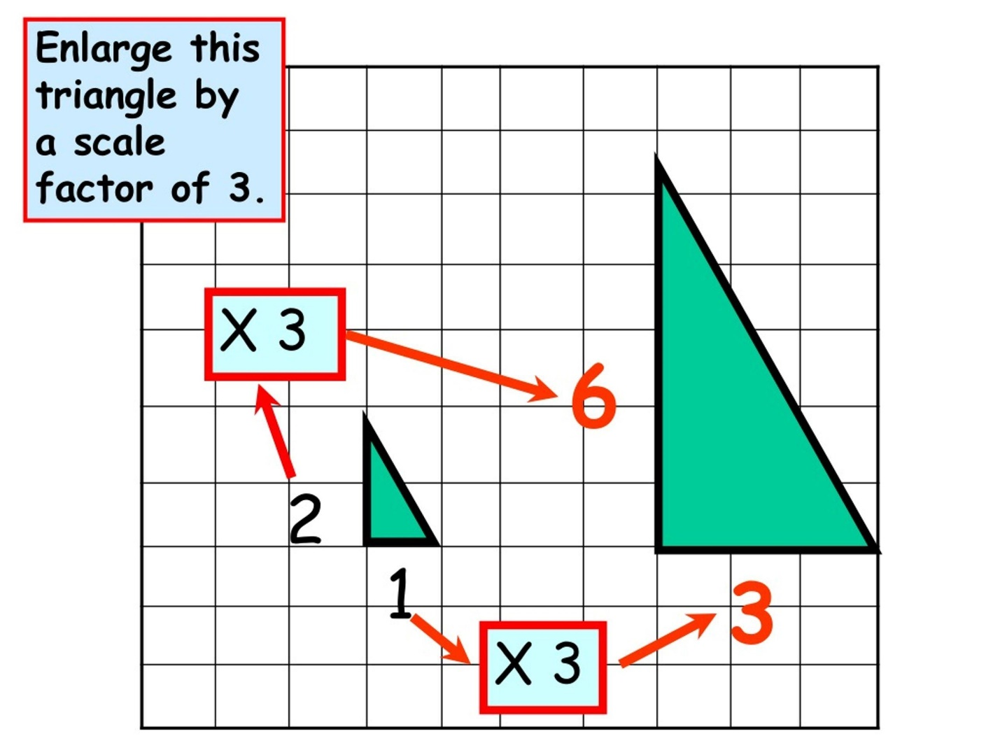 Enlarge this
triangle by
a scale
factor of 3.
X 3
6
2
1
3
X 3